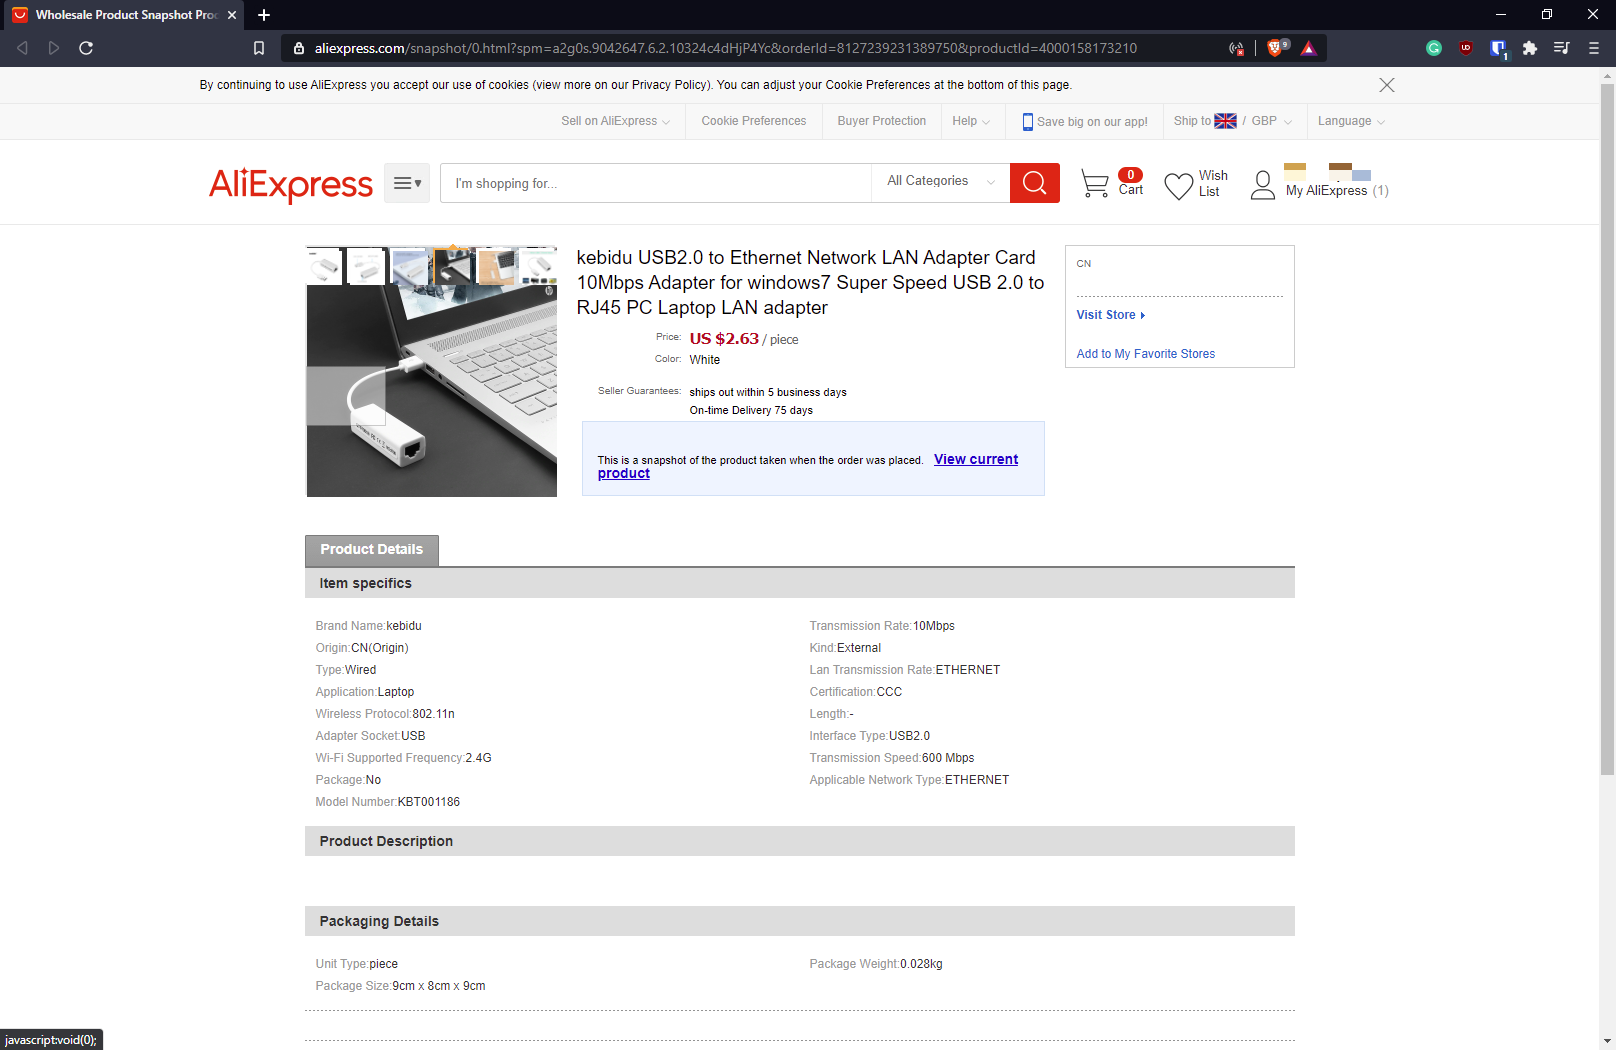 Wholesale Product Snapshot Proc
aliexpress.com/snapshot/0.html?spm=a2g0s.9042647.6.2.10324c4dHjP4Yc&orderId=8127239231389750&productId=4000158173210
9
1
By continuing to use AliExpress you accept our use of cookies (view more on our Privacy Policy). You can adjust your Cookie Preferences at the bottom of this page.
Sell on AliExpress Cookie Preferences Buyer Protection Help Save big on our app! Ship to / GBP Language
AliExpress
I'm shopping for...
All Categories
0
Cart
Wish
List
My AliExpress (1)
kebidu USB2.0 to Ethernet Network LAN Adapter Card
10Mbps Adapter for windows7 Super Speed USB 2.0 to
RJ45 PC Laptop LAN adapter
Price: US $2.63 / piece
Color: White
Seller Guarantees: ships out within 5 business days
On-time Delivery 75 days
This is a snapshot of the product taken when the order was placed. View current
product
CN
Visit Store
Add to My Favorite Stores
Product Details
Item specifics
Brand Name:kebidu
Transmission Rate:10Mbps
Origin:CN(Origin)
Kind:External
Type:Wired
Lan Transmission Rate:ETHERNET
Application:Laptop
Certification:CCC
Wireless Protocol:802.11n
Length:-
Adapter Socket:USB
Interface Type:USB2.0
Wi-Fi Supported Frequency:2.4G
Transmission Speed:600 Mbps
Package:No
Applicable Network Type:ETHERNET
Model Number:KBT001186
Product Description
Packaging Details
Unit Type:piece
Package Weight:0.028kg
Package Size:9cm x 8cm x 9cm
javascript:void(0);